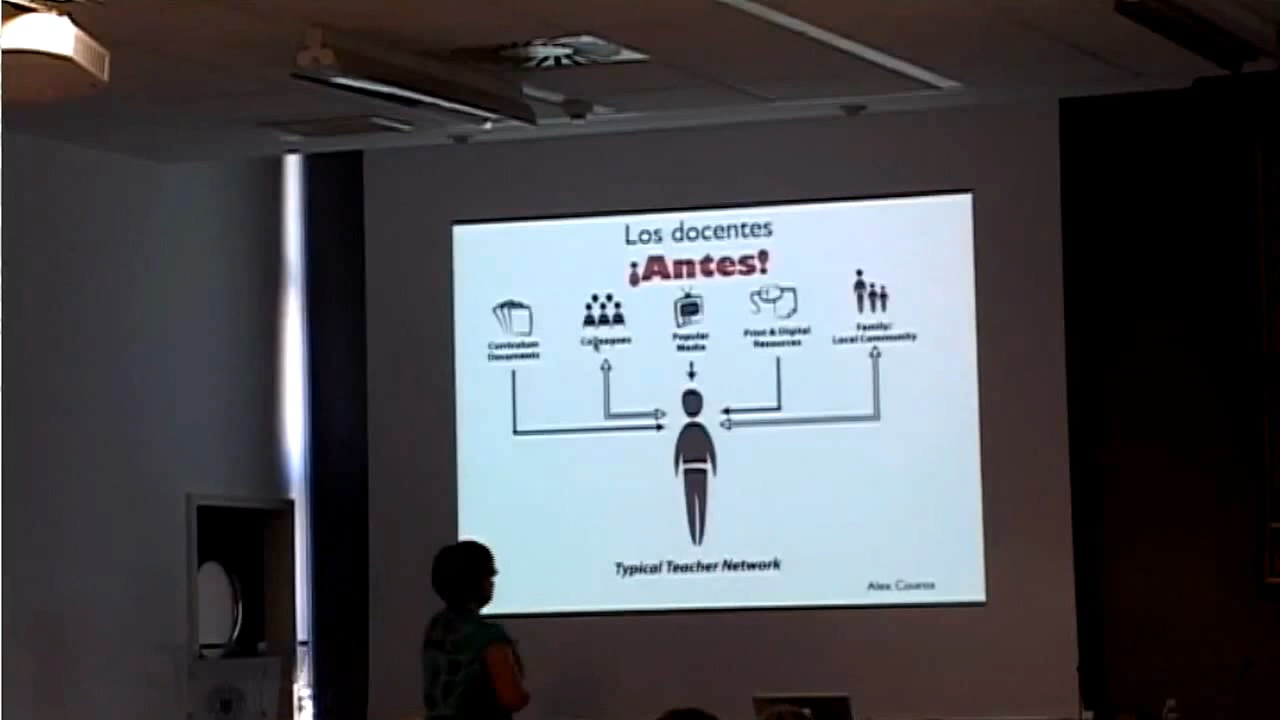 Los docentes
¡Antes!
Curriculum
Documents
Colleagues
Popular
Media
Print & Digital
Resources
Family/
Local Community
Typical Teacher Network
Alec Couros